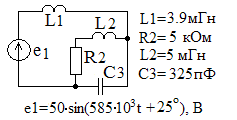 L1
L2
e1
R2
C3
L1=3.9мГн
R2= 5 кОм
L2=5 мГн
C3= 325пФ
e1=50·sin(585·10³t +25°), В